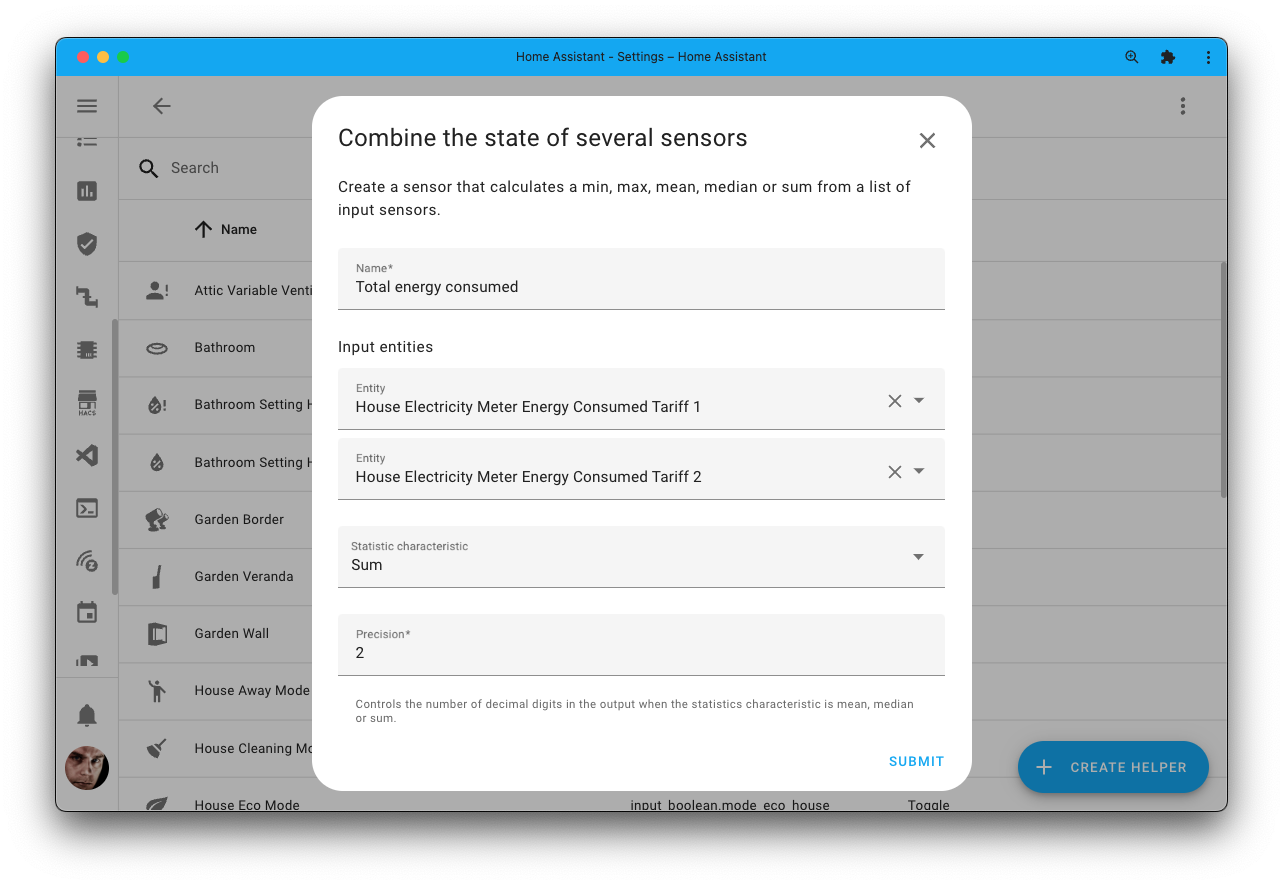 Home Assistant - Settings – Home Assistant
Search
Name
Attic Variable Venti
Bathroom
Bathroom Setting H
Bathroom Setting H
Garden Border
Garden Veranda
Garden Wall
House Away Mode
House Cleaning Mo
House Eco Mode
input_boolean.mode_eco_house
Toggle
HACS
Combine the state of several sensors
Create a sensor that calculates a min, max, mean, median or sum from a list of
input sensors.
Name*
Total energy consumed
Input entities
Entity
House Electricity Meter Energy Consumed Tariff 1
Entity
House Electricity Meter Energy Consumed Tariff 2
Statistic characteristic
Sum
Precision*
2
Controls the number of decimal digits in the output when the statistics characteristic is mean, median
or sum.
SUBMIT
CREATE HELPER